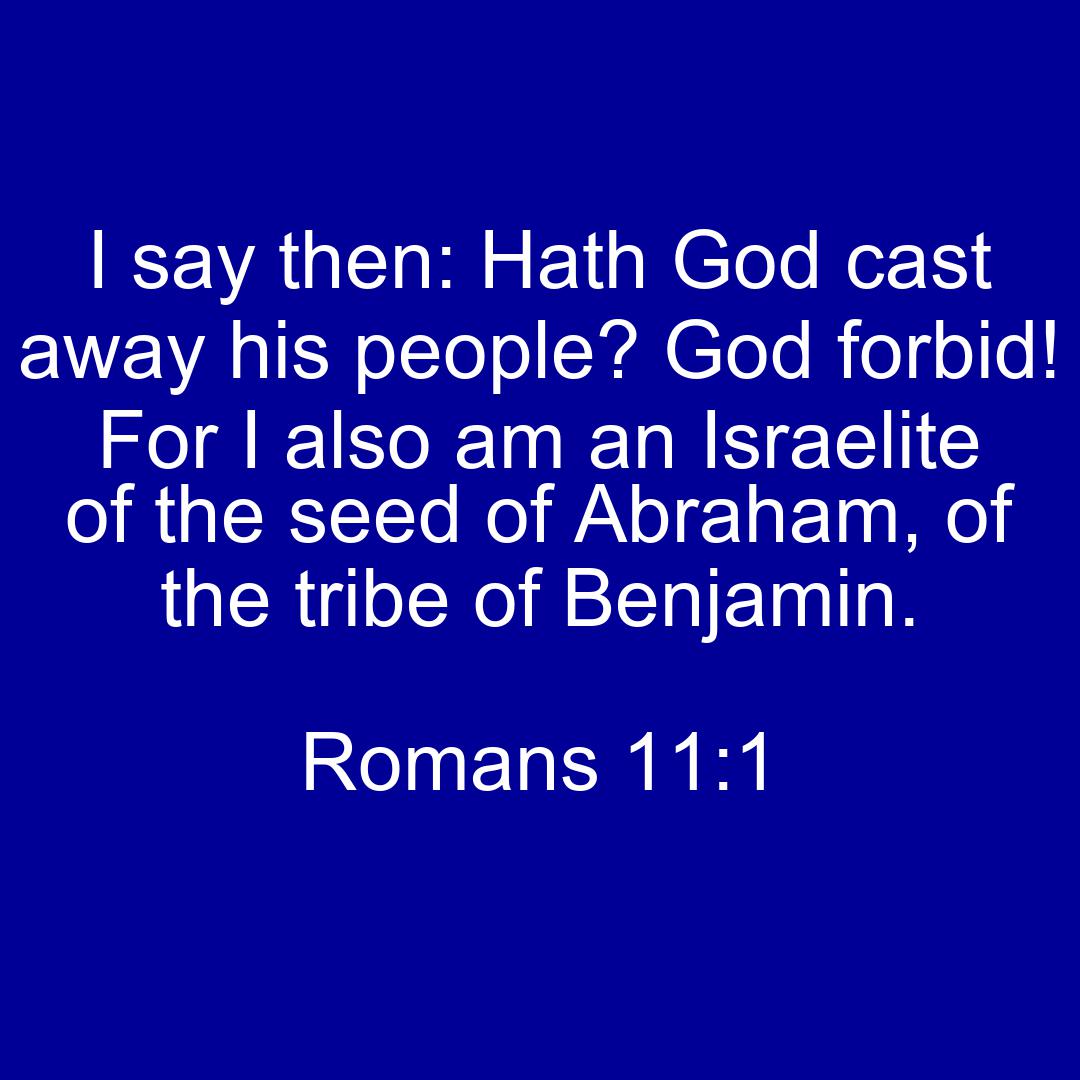 I say then: Hath God cast
away his people? God forbid!
For I also am an Israelite
of the seed of Abraham, of
the tribe of Benjamin.
Romans 11:1